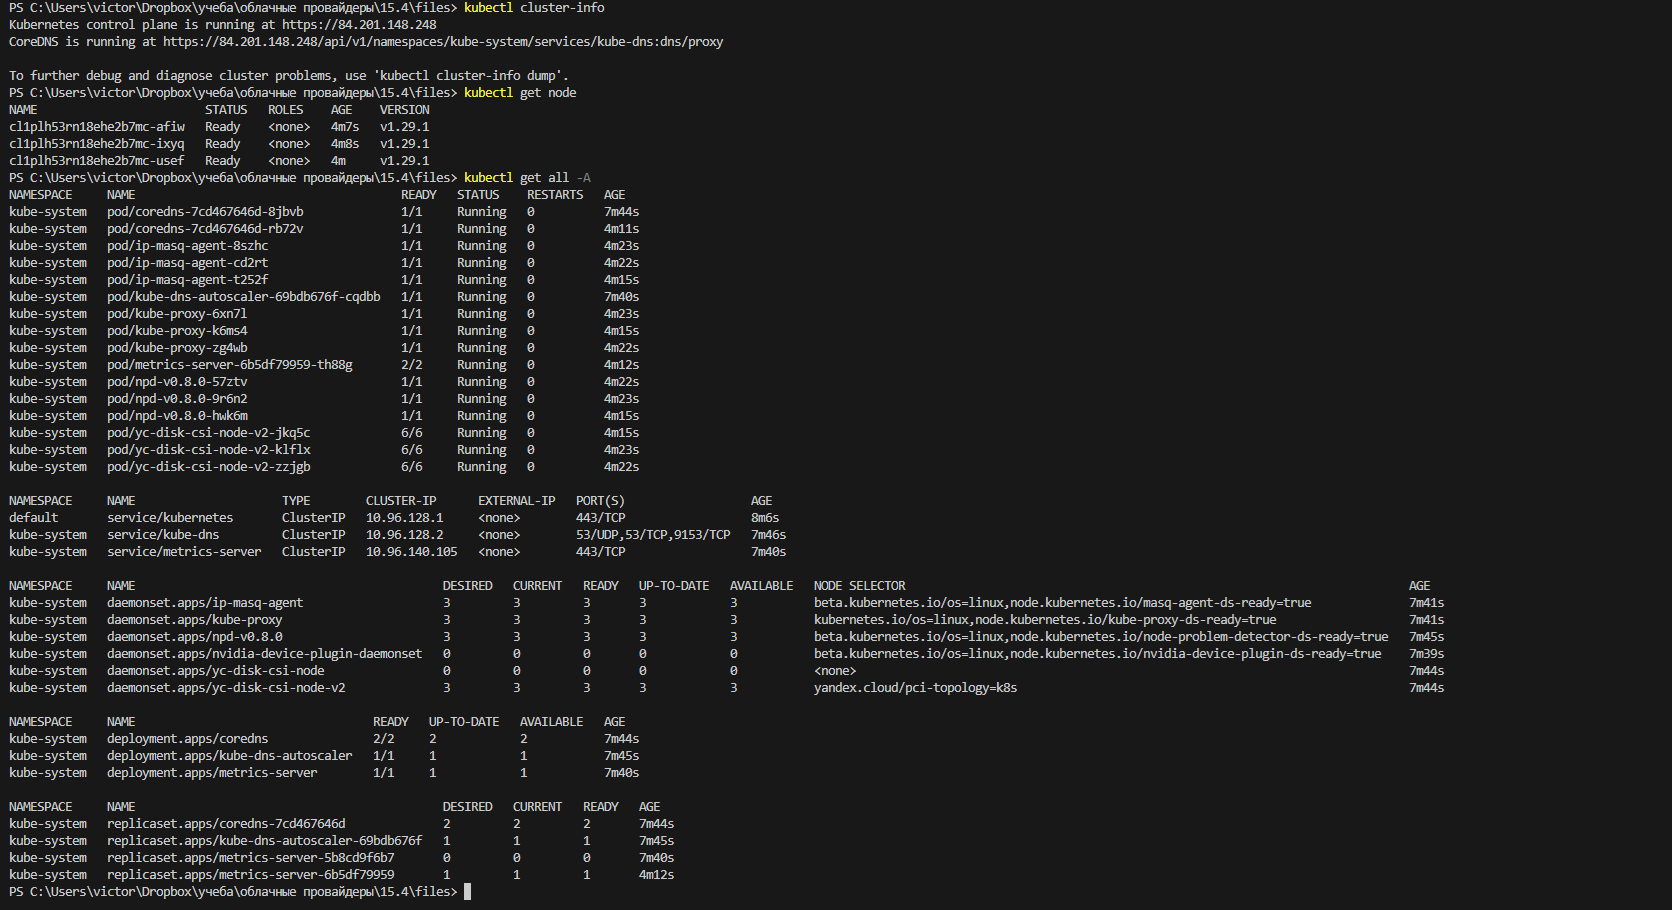 PS C:\Users\victor\Dropbox\учеба\облачные провайдеры\15.4\files> kubectl cluster-info
Kubernetes control plane is running at https://84.201.148.248
CoreDNS is running at https://84.201.148.248/api/v1/namespaces/kube-system/services/kube-dns:dns/proxy
To further debug and diagnose cluster problems, use 'kubectl cluster-info dump'.
PS C:\Users\victor\Dropbox\учеба\облачные провайдеры\15.4\files> kubectl get node
NAME STATUS ROLES AGE VERSION
cl1plh53rn18ehe2b7mc-afiw Ready <none> 4m7s v1.29.1
cl1plh53rn18ehe2b7mc-ixyq Ready <none> 4m8s v1.29.1
cl1plh53rn18ehe2b7mc-usef Ready <none> 4m v1.29.1
PS C:\Users\victor\Dropbox\учеба\облачные провайдеры\15.4\files> kubectl get all -A
NAMESPACE NAME READY STATUS RESTARTS AGE
kube-system pod/coredns-7cd467646d-8jbvb 1/1 Running 0 7m44s
kube-system pod/coredns-7cd467646d-rb72v 1/1 Running 0 4m11s
kube-system pod/ip-masq-agent-8szhc 1/1 Running 0 4m23s
kube-system pod/ip-masq-agent-cd2rt 1/1 Running 0 4m22s
kube-system pod/ip-masq-agent-t252f 1/1 Running 0 4m15s
kube-system pod/kube-dns-autoscaler-69bdb676f-cqdbb 1/1 Running 0 7m40s
kube-system pod/kube-proxy-6xn7l 1/1 Running 0 4m23s
kube-system pod/kube-proxy-k6ms4 1/1 Running 0 4m15s
kube-system pod/kube-proxy-zg4wb 1/1 Running 0 4m22s
kube-system pod/metrics-server-6b5df79959-th88g 2/2 Running 0 4m12s
kube-system pod/npd-v0.8.0-57ztv 1/1 Running 0 4m22s
kube-system pod/npd-v0.8.0-9r6n2 1/1 Running 0 4m23s
kube-system pod/npd-v0.8.0-hwk6m 1/1 Running 0 4m15s
kube-system pod/yc-disk-csi-node-v2-jkq5c 6/6 Running 0 4m15s
kube-system pod/yc-disk-csi-node-v2-klflx 6/6 Running 0 4m23s
kube-system pod/yc-disk-csi-node-v2-zzjgb 6/6 Running 0 4m22s
NAMESPACE NAME TYPE CLUSTER-IP EXTERNAL-IP PORT(S) AGE
default service/kubernetes ClusterIP 10.96.128.1 <none> 443/TCP 8m6s
kube-system service/kube-dns ClusterIP 10.96.128.2 <none> 53/UDP,53/TCP,9153/TCP 7m46s
kube-system service/metrics-server ClusterIP 10.96.140.105 <none> 443/TCP 7m40s
NAMESPACE NAME DESIRED CURRENT READY UP-TO-DATE AVAILABLE NODE SELECTOR AGE
kube-system daemonset.apps/ip-masq-agent 3 3 3 3 3 beta.kubernetes.io/os=linux,node.kubernetes.io/masq-agent-ds-ready=true 7m41s
kube-system daemonset.apps/kube-proxy 3 3 3 3 3 kubernetes.io/os=linux,node.kubernetes.io/kube-proxy-ds-ready=true 7m41s
kube-system daemonset.apps/npd-v0.8.0 3 3 3 3 3 beta.kubernetes.io/os=linux,node.kubernetes.io/node-problem-detector-ds-ready=true 7m45s
kube-system daemonset.apps/nvidia-device-plugin-daemonset 0 0 0 0 0 beta.kubernetes.io/os=linux,node.kubernetes.io/nvidia-device-plugin-ds-ready=true 7m39s
kube-system daemonset.apps/yc-disk-csi-node 0 0 0 0 0 <none> 7m44s
kube-system daemonset.apps/yc-disk-csi-node-v2 3 3 3 3 3 yandex.cloud/pci-topology=k8s 7m44s
NAMESPACE NAME READY UP-TO-DATE AVAILABLE AGE
kube-system deployment.apps/coredns 2/2 2 2 7m44s
kube-system deployment.apps/kube-dns-autoscaler 1/1 1 1 7m45s
kube-system deployment.apps/metrics-server 1/1 1 1 7m40s
NAMESPACE NAME DESIRED CURRENT READY AGE
kube-system replicaset.apps/coredns-7cd467646d 2 2 2 7m44s
kube-system replicaset.apps/kube-dns-autoscaler-69bdb676f 1 1 1 7m45s
kube-system replicaset.apps/metrics-server-5b8cd9f6b7 0 0 0 7m40s
kube-system replicaset.apps/metrics-server-6b5df79959 1 1 1 4m12s
PS C:\Users\victor\Dropbox\учеба\облачные провайдеры\15.4\files>